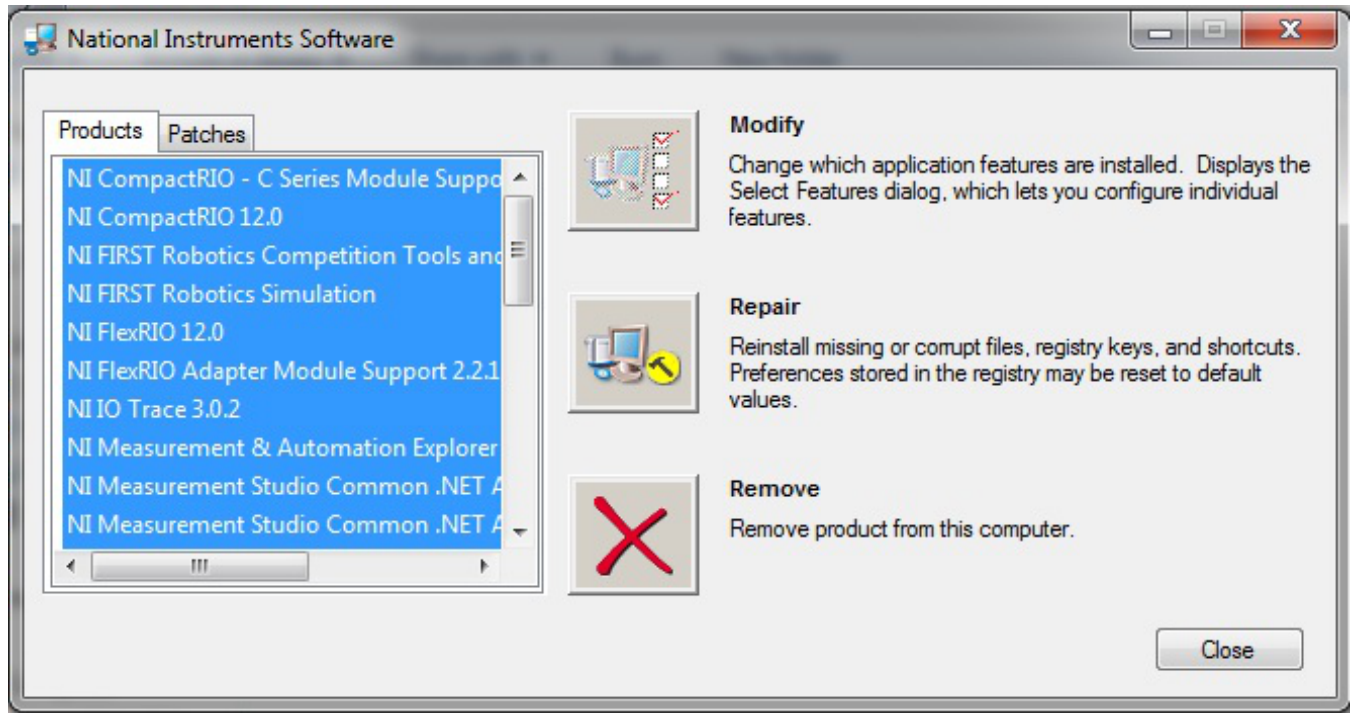 National Instruments Software
Products
Patches
NI CompactRIO - C Series Module Suppo
NI CompactRIO 12.0
NI FIRST Robotics Competition Tools and
NI FIRST Robotics Simulation
NI FlexRIO 12.0
NI FlexRIO Adapter Module Support 2.2.1
NI IO Trace 3.0.2
NI Measurement & Automation Explorer
NI Measurement Studio Common .NET A
NI Measurement Studio Common .NET A
Modify
Change which application features are installed. Displays the
Select Features dialog, which lets you configure individual
features.
Repair
Reinstall missing or corrupt files, registry keys, and shortcuts.
Preferences stored in the registry may be reset to default
values.
Remove
Remove product from this computer.
Close